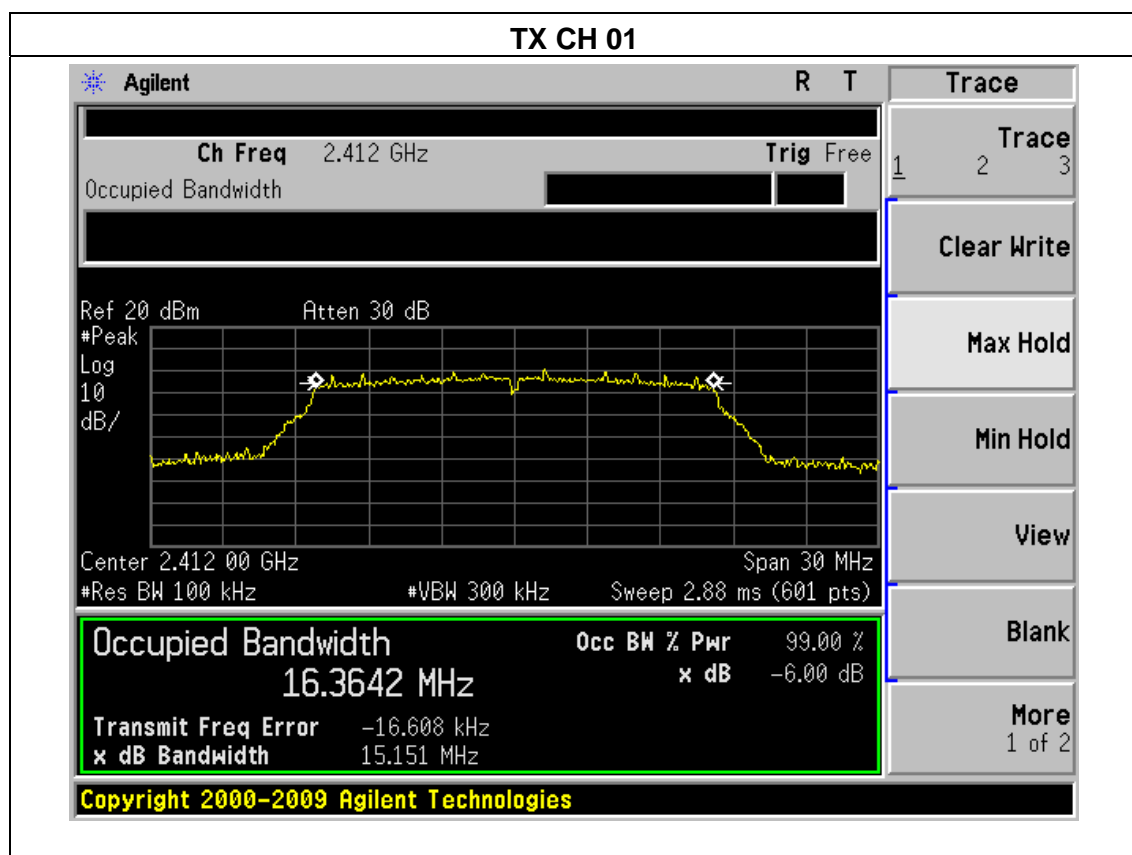 TX CH 01
Agilent R T Trace
Ch Freq 2.412 GHz Trig Free
Occupied Bandwidth
Trace
1 2 3
Clear Write
Ref 20 dBm Atten 30 dB
#Peak
Log
10
dB/
Max Hold
Min Hold
View
Center 2.412 00 GHz Span 30 MHz
#Res BW 100 kHz #VBW 300 kHz Sweep 2.88 ms (601 pts)
Occupied Bandwidth Occ BW % Pwr 99.00 %
16.3642 MHz x dB -6.00 dB
Transmit Freq Error -16.608 kHz
x dB Bandwidth 15.151 MHz
Blank
More
1 of 2
Copyright 2000-2009 Agilent Technologies